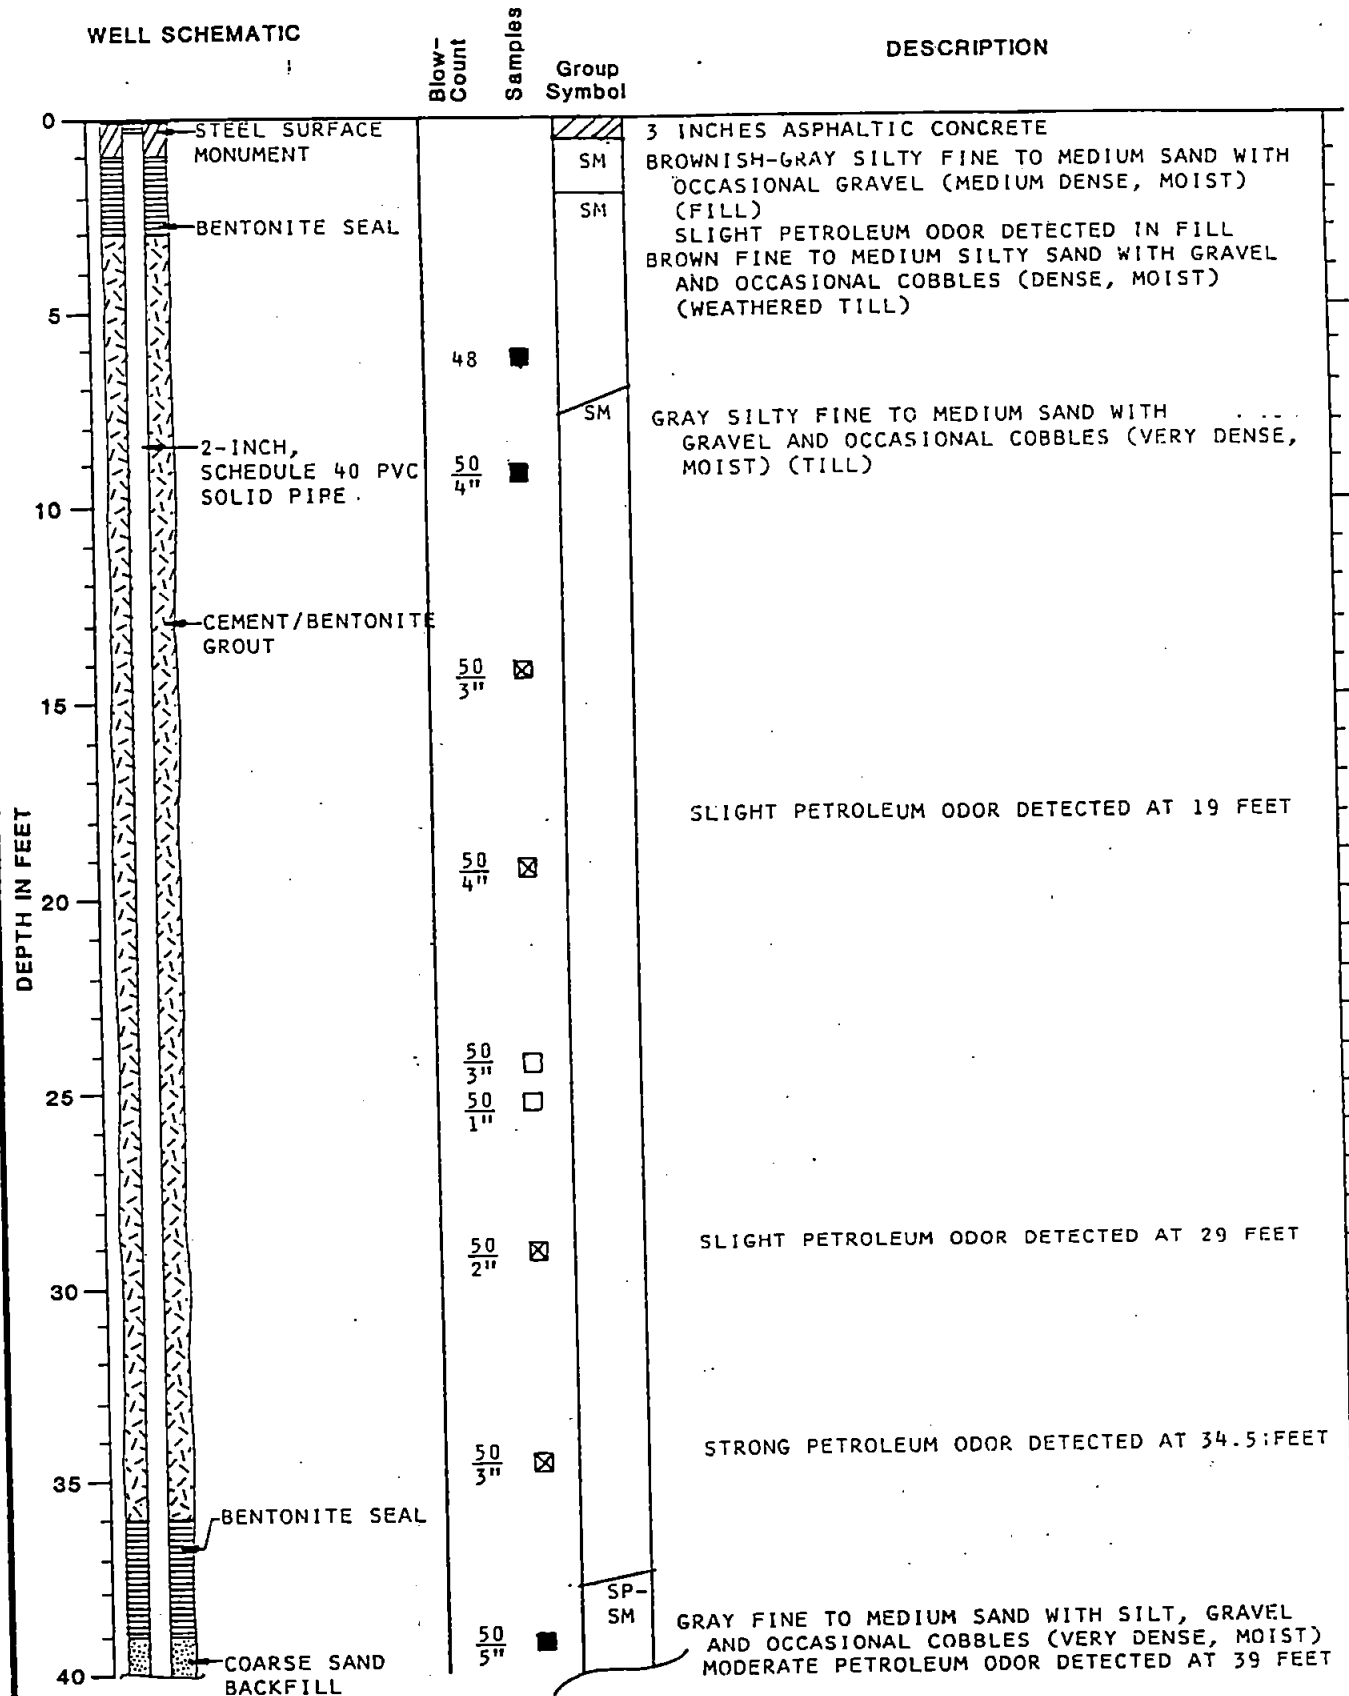 WELL SCHEMATIC
Blow-
Count
Samples
Group
Symbol
DESCRIPTION
0
STEEL SURFACE
MONUMENT
3 INCHES ASPHALTIC CONCRETE
SM
BROWNISH-GRAY SILTY FINE TO MEDIUM SAND WITH
OCCASIONAL GRAVEL (MEDIUM DENSE, MOIST)
(FILL)
SLIGHT PETROLEUM ODOR DETECTED IN FILL
BENTONITE SEAL
SM
BROWN FINE TO MEDIUM SILTY SAND WITH GRAVEL
AND OCCASIONAL COBBLES (DENSE, MOIST)
(WEATHERED TILL)
5
48
SM
GRAY SILTY FINE TO MEDIUM SAND WITH
GRAVEL AND OCCASIONAL COBBLES (VERY DENSE,
MOIST) (TILL)
2-INCH,
SCHEDULE 40 PVC
SOLID PIPE
50
4"
10
CEMENT/BENTONITE
GROUT
50
3"
15
SLIGHT PETROLEUM ODOR DETECTED AT 19 FEET
50
4"
DEPTH IN FEET
20
50
3"
25
50
1"
SLIGHT PETROLEUM ODOR DETECTED AT 29 FEET
50
2"
30
STRONG PETROLEUM ODOR DETECTED AT 34.5 FEET
50
3"
35
BENTONITE SEAL
SP-
SM
GRAY FINE TO MEDIUM SAND WITH SILT, GRAVEL
AND OCCASIONAL COBBLES (VERY DENSE, MOIST)
MODERATE PETROLEUM ODOR DETECTED AT 39 FEET
50
5"
40
COARSE SAND
BACKFILL